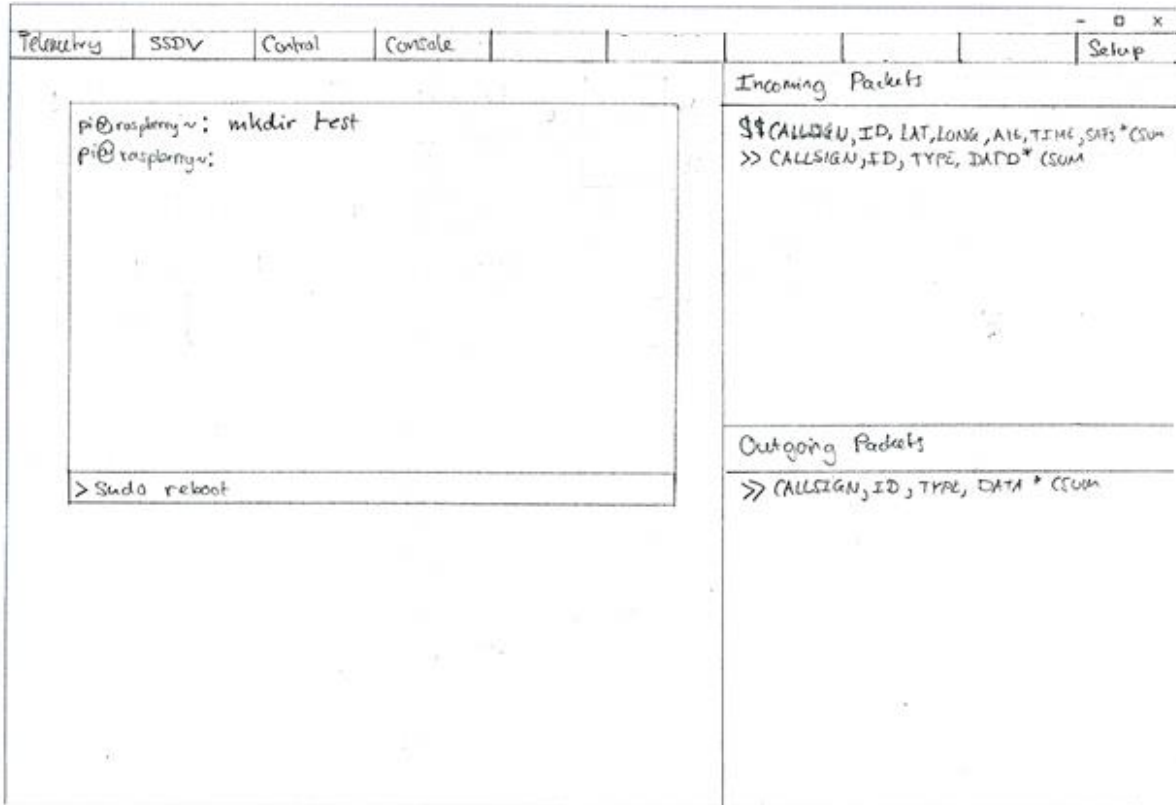 - □ x
Telemetry SSDV Control Console Setup
pi@raspberry~: mkdir test
pi@raspberry~:
> Sudo reboot
Incoming Packets
$$CALLSIGN, ID, LAT, LONG, Alt, TIME, SATS*CSUM
>> CALLSIGN, ID, TYPE, DATA* CSUM
Outgoing Packets
>> CALLSIGN, ID, TYPE, DATA * CSUM